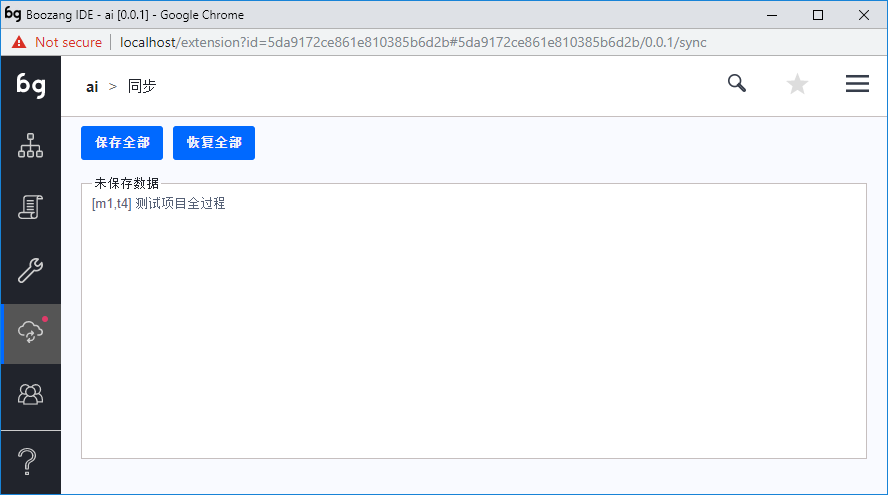 bg Boozang IDE - ai [0.0.1] - Google Chrome
Not secure | localhost/extension?id=5da9172ce861e810385b6d2b#5da9172ce861e810385b6d2b/0.0.1/sync
bg
ai > 同步
保存全部 恢复全部
未保存数据
[m1,t4] 测试项目全过程